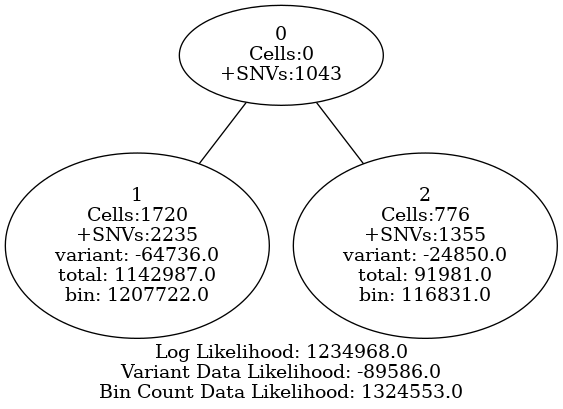 0
Cells:0
+SNVs:1043
1
Cells:1720
+SNVs:2235
variant: -64736.0
total: 1142987.0
bin: 1207722.0
2
Cells:776
+SNVs:1355
variant: -24850.0
total: 91981.0
bin: 116831.0
Log Likelihood: 1234968.0
Variant Data Likelihood: -89586.0
Bin Count Data Likelihood: 1324553.0